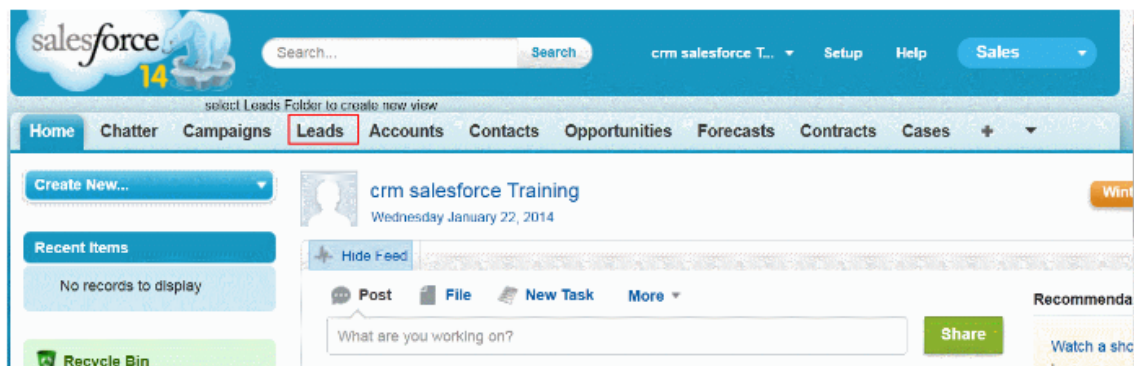 salesforce
14
Search... Search crm salesforce T... Setup Help Sales
select Leads Folder to create new view
Home Chatter Campaigns Leads Accounts Contacts Opportunities Forecasts Contracts Cases +
Create New...
crm salesforce Training
Wednesday January 22, 2014
Wint
Recent Items
No records to display
Hide Feed
Post File New Task More
What are you working on?
Share
Recommenda
Watch a sho
Recycle Bin